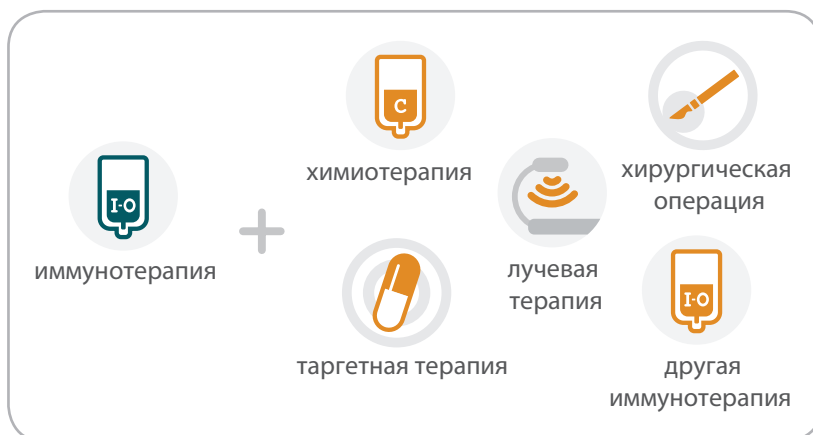 I-O
иммунотерапия
+
C
химиотерапия
таргетная терапия
лучевая
терапия
хирургическая
операция
I-O
другая
иммунотерапия